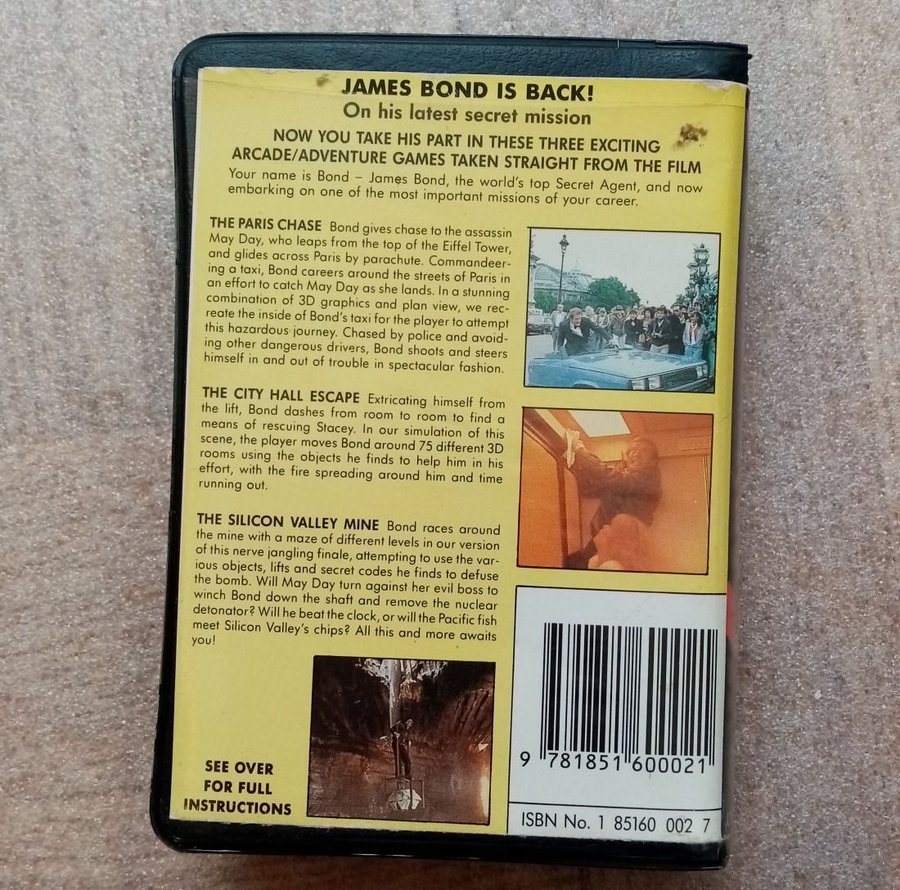 JAMES BOND IS BACK!
On his latest secret mission
NOW YOU TAKE HIS PART IN THESE THREE EXCITING
ARCADE/ADVENTURE GAMES TAKEN STRAIGHT FROM THE FILM
Your name is Bond – James Bond, the world's top Secret Agent, and now
embarking on one of the most important missions of your career.
THE PARIS CHASE Bond gives chase to the assassin
May Day, who leaps from the top of the Eiffel Tower,
and glides across Paris by parachute. Commandeer-
ing a taxi, Bond careers around the streets of Paris in
an effort to catch May Day as she lands. In a stunning
combination of 3D graphics and plan view, we rec-
reate the inside of Bond's taxi for the player to attempt
this hazardous journey. Chased by police and avoid-
ing other dangerous drivers, Bond shoots and steers
himself in and out of trouble in spectacular fashion.
THE CITY HALL ESCAPE Extricating himself from
the lift, Bond dashes from room to room to find a
means of rescuing Stacey. In our simulation of this
scene, the player moves Bond around 75 different 3D
rooms using the objects he finds to help him in his
effort, with the fire spreading around him and time
running out.
THE SILICON VALLEY MINE Bond races around
the mine with a maze of different levels in our version
of this nerve jangling finale, attempting to use the var-
ious objects, lifts and secret codes he finds to defuse
the bomb. Will May Day turn against her evil boss to
winch Bond down the shaft and remove the nuclear
detonator? Will he beat the clock, or will the Pacific fish
meet Silicon Valley's chips? All this and more awaits
you!
SEE OVER
FOR FULL
INSTRUCTIONS
9 781851 600021
ISBN No. 1 85160 002 7